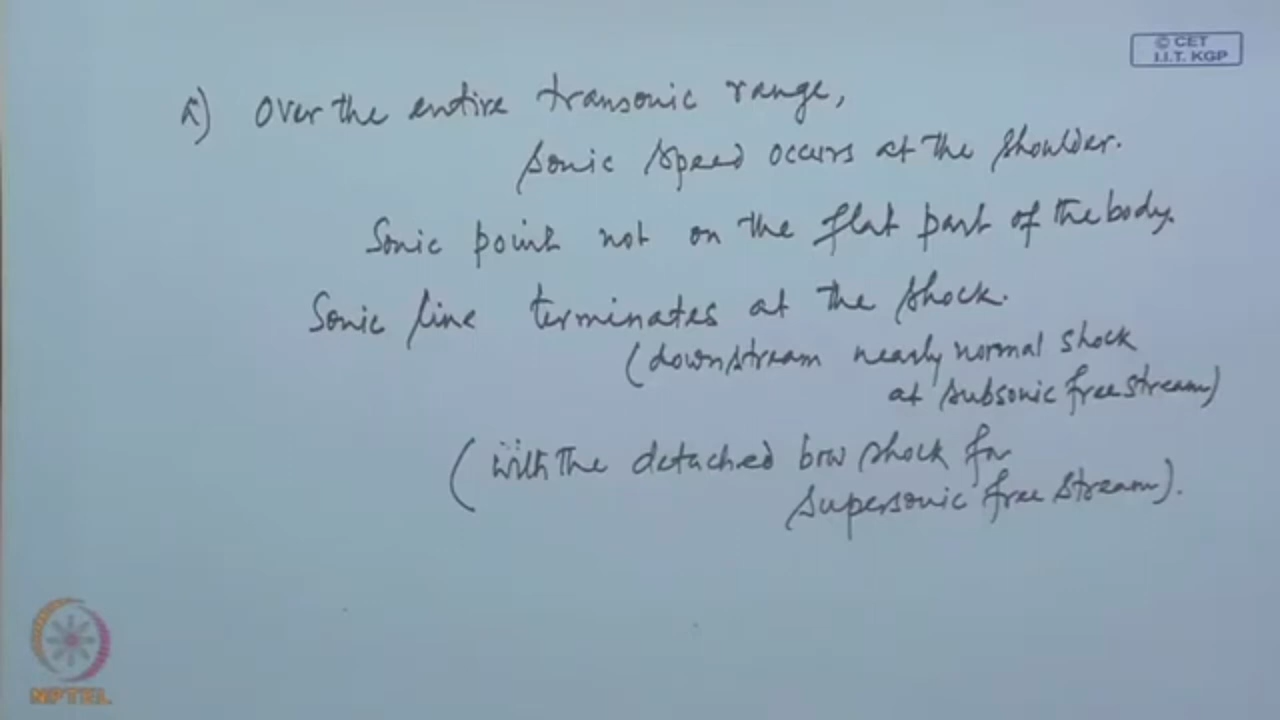 © CET
I.I.T. KGP
a) Over the entire transonic range,
sonic speed occurs at the shoulder.
Sonic point not on the flat part of the body.
Sonic line terminates at the shock.
(downstream nearly normal shock
at subsonic free stream)
(with the detached bow shock for
supersonic free stream).
NPTEL